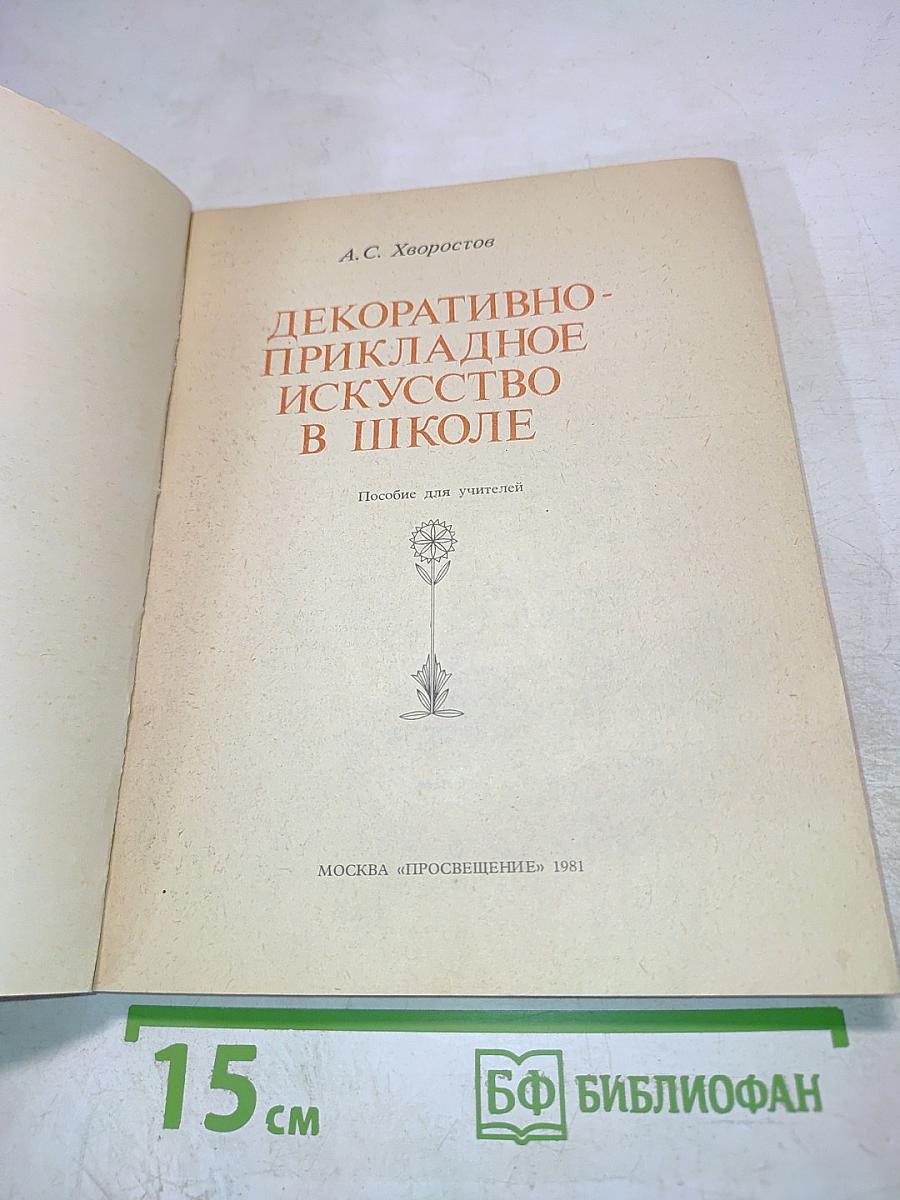 А.С. Хворостов
ДЕКОРАТИВНО-
ПРИКЛАДНОЕ
ИСКУССТВО
В ШКОЛЕ
Пособие для учителей
МОСКВА «ПРОСВЕЩЕНИЕ» 1981
15 см
БФ БИБЛИОФАН